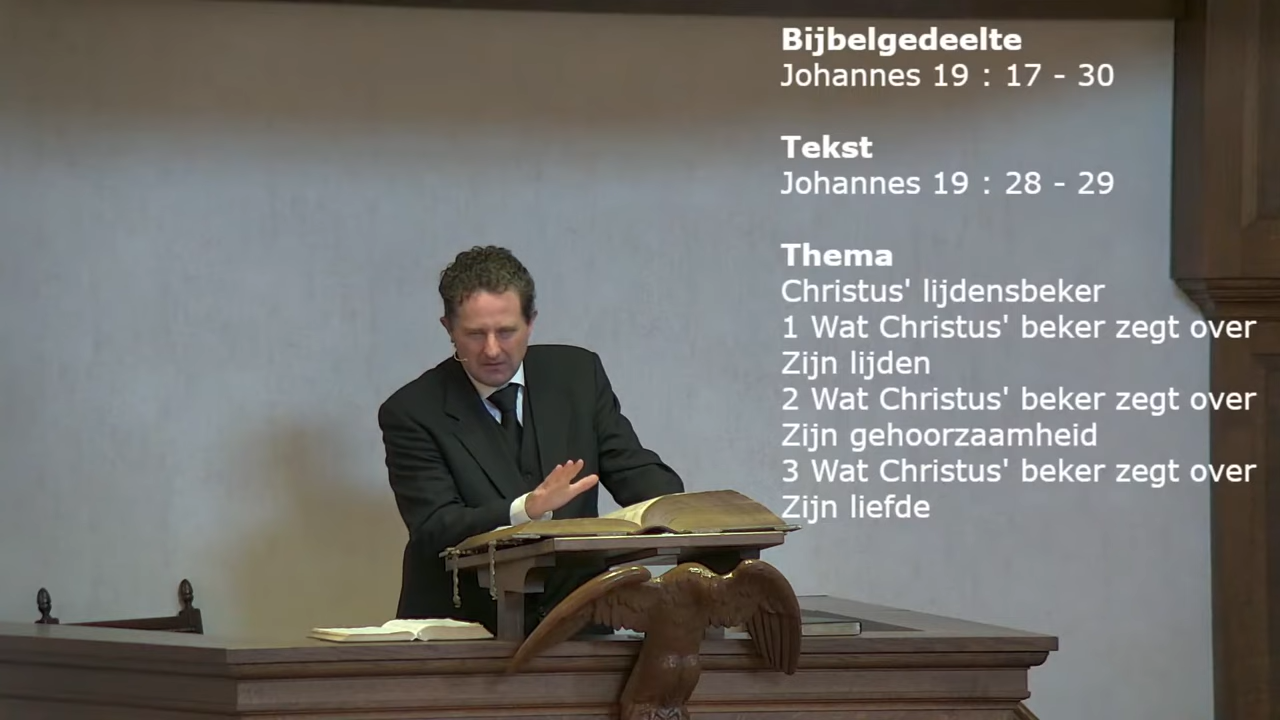 Bijbelgedeelte
Johannes 19 : 17 - 30
Tekst
Johannes 19 : 28 - 29
Thema
Christus' lijdensbeker
1 Wat Christus' beker zegt over
Zijn lijden
2 Wat Christus' beker zegt over
Zijn gehoorzaamheid
3 Wat Christus' beker zegt over
Zijn liefde